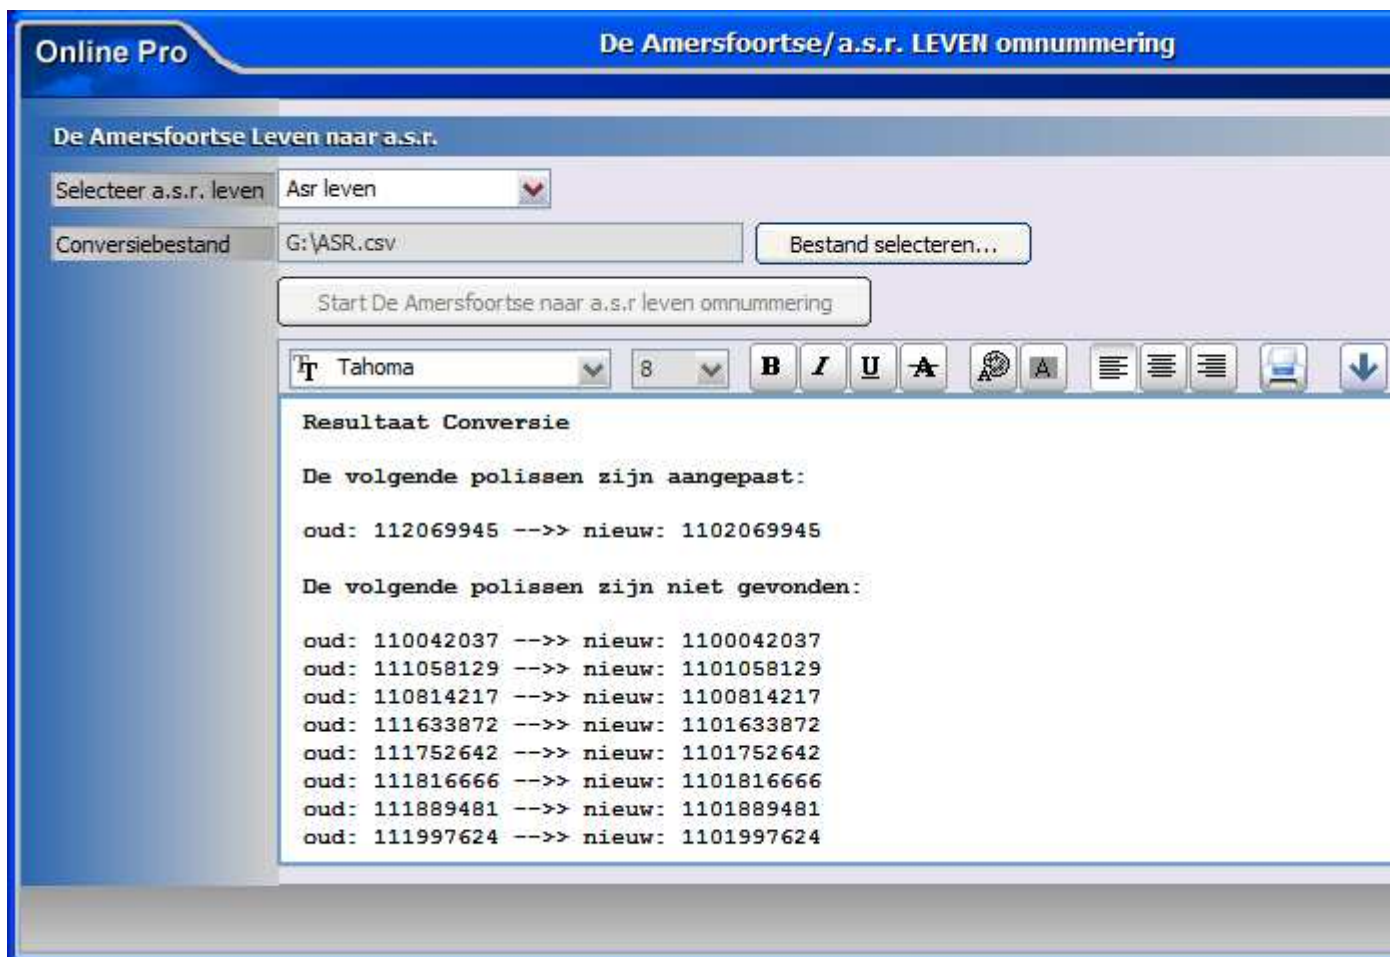 Online Pro
De Amersfoortse/a.s.r. LEVEN omnummering
De Amersfoortse Leven naar a.s.r.
Selecteer a.s.r. leven Asr leven
Conversiebestand G:\ASR.csv Bestand selecteren...
Start De Amersfoortse naar a.s.r leven omnummering
Tahoma 8 B I U A A A
Resultaat Conversie
De volgende polissen zijn aangepast:
oud: 112069945 -->> nieuw: 1102069945
De volgende polissen zijn niet gevonden:
oud: 110042037 -->> nieuw: 1100042037
oud: 111058129 -->> nieuw: 1101058129
oud: 110814217 -->> nieuw: 1100814217
oud: 111633872 -->> nieuw: 1101633872
oud: 111752642 -->> nieuw: 1101752642
oud: 111816666 -->> nieuw: 1101816666
oud: 111889481 -->> nieuw: 1101889481
oud: 111997624 -->> nieuw: 1101997624